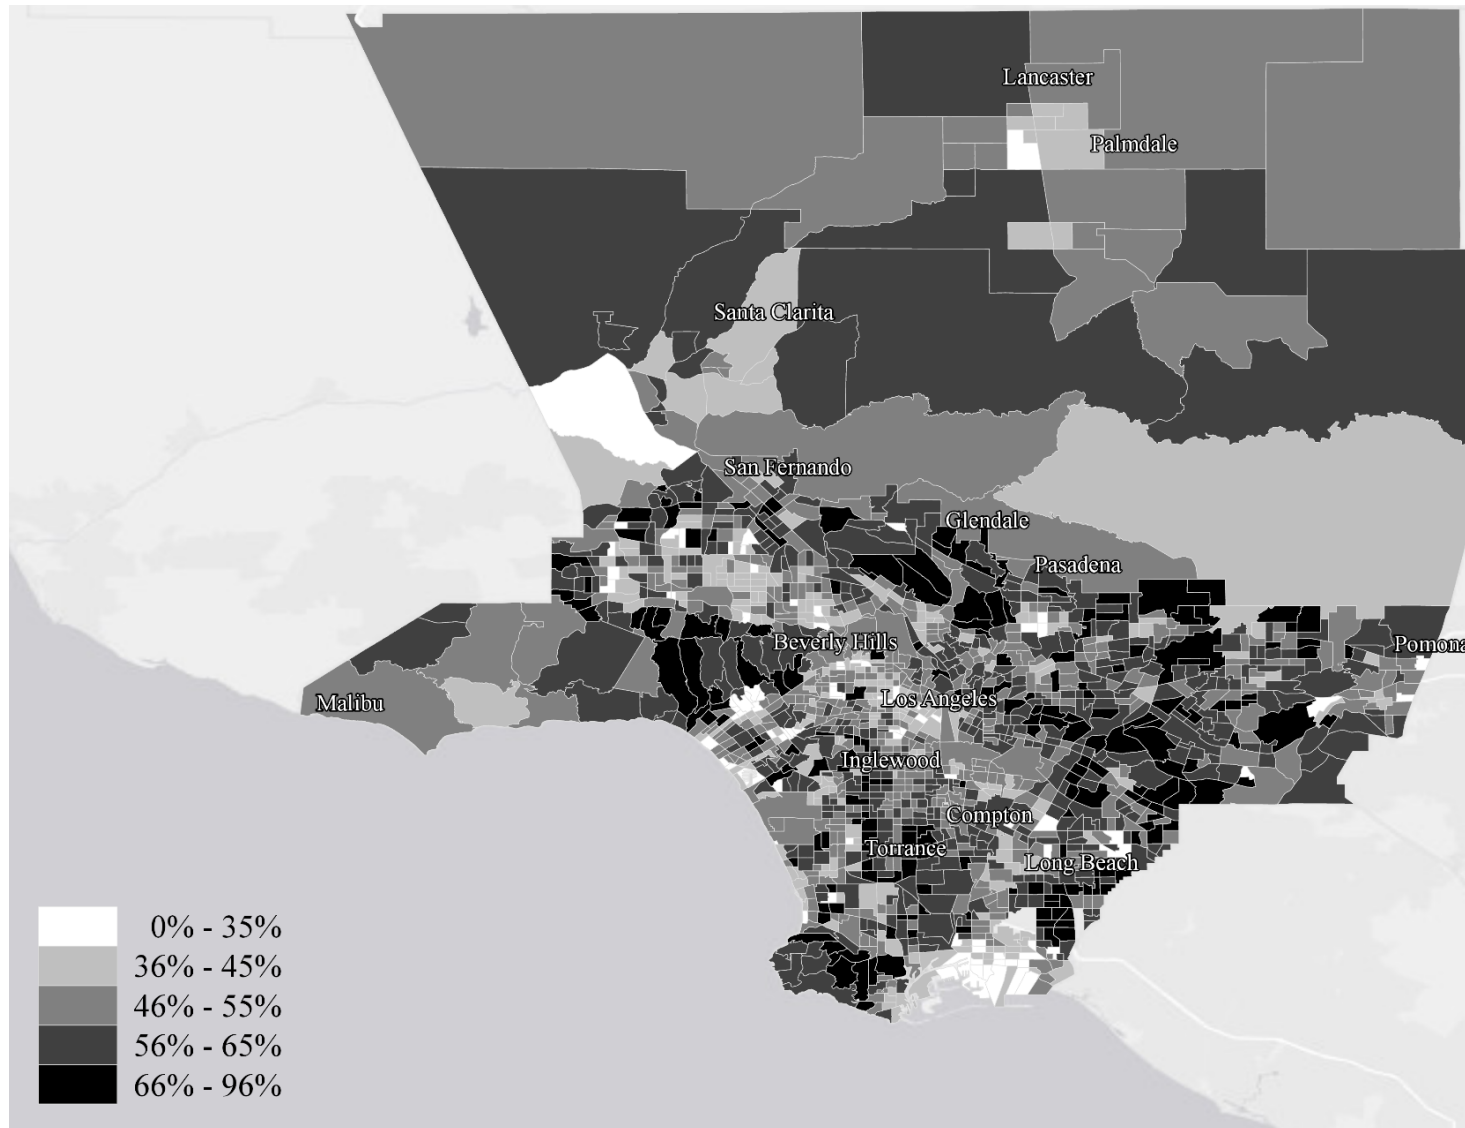 Lancaster
Palmdale
Santa Clarita
San Fernando
Glendale
Pasadena
Beverly Hills
Pomona
Malibu
Los Angeles
Inglewood
Compton
Torrance
Long Beach
0% - 35%
36% - 45%
46% - 55%
56% - 65%
66% - 96%